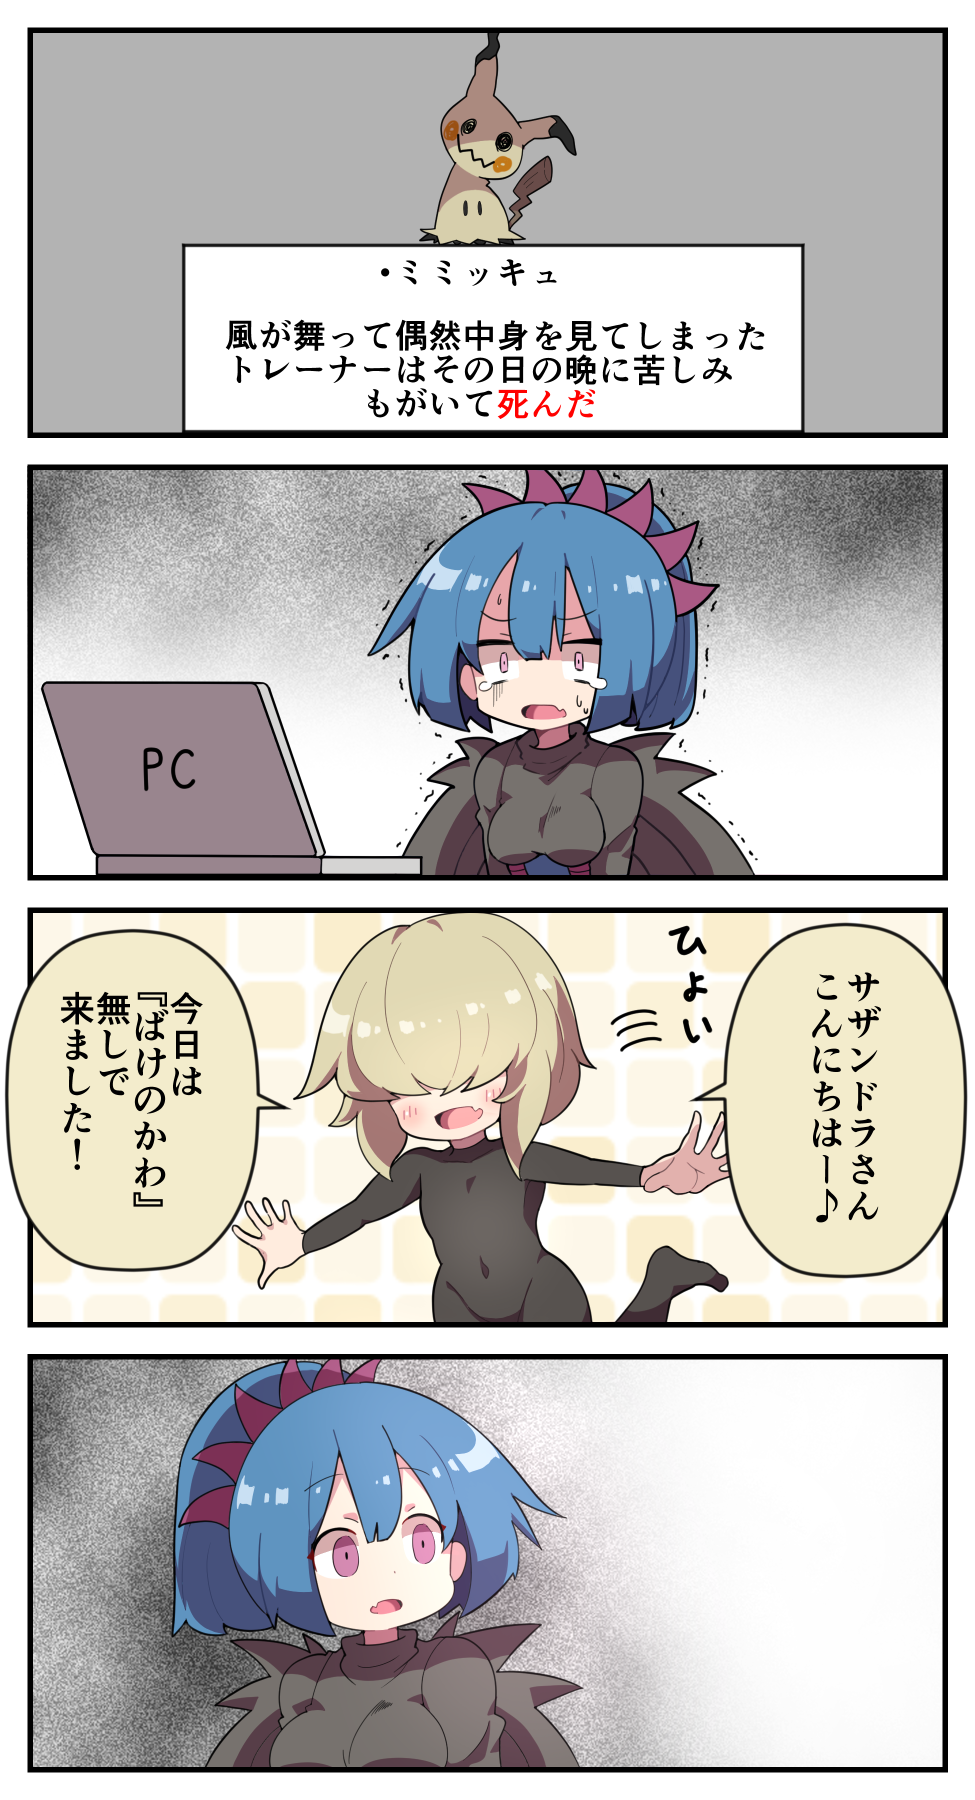 ・ミミッキュ
風が舞って偶然中身を見てしまった
トレーナーはその日の晩に苦しみ
もがいて死んだ
PC
サザンドラさん
こんにちはー♪
ひょい
今日は
『ばけのかわ』
無しで
来ました！